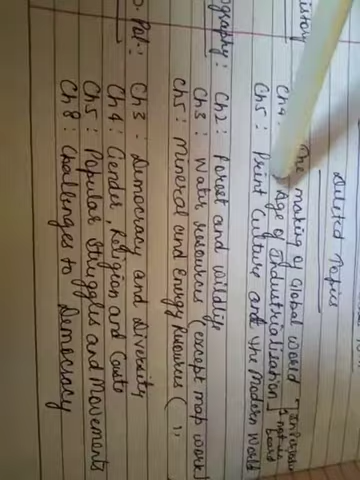 Deleted Topics
History
The making of Global World
Ch4: Age of Industrialisation
Ch5: Print Culture and the Modern World
Geography: Ch2: Forest and wildlife
Ch3: Water resources (except map work)
Ch5: Mineral and Energy Resources ( ,, 
Pol: Ch3: Democracy and Diversity
Ch4: Gender, Religion and Caste
Ch5: Popular Struggles and Movements
Ch8: Challenges to Democracy